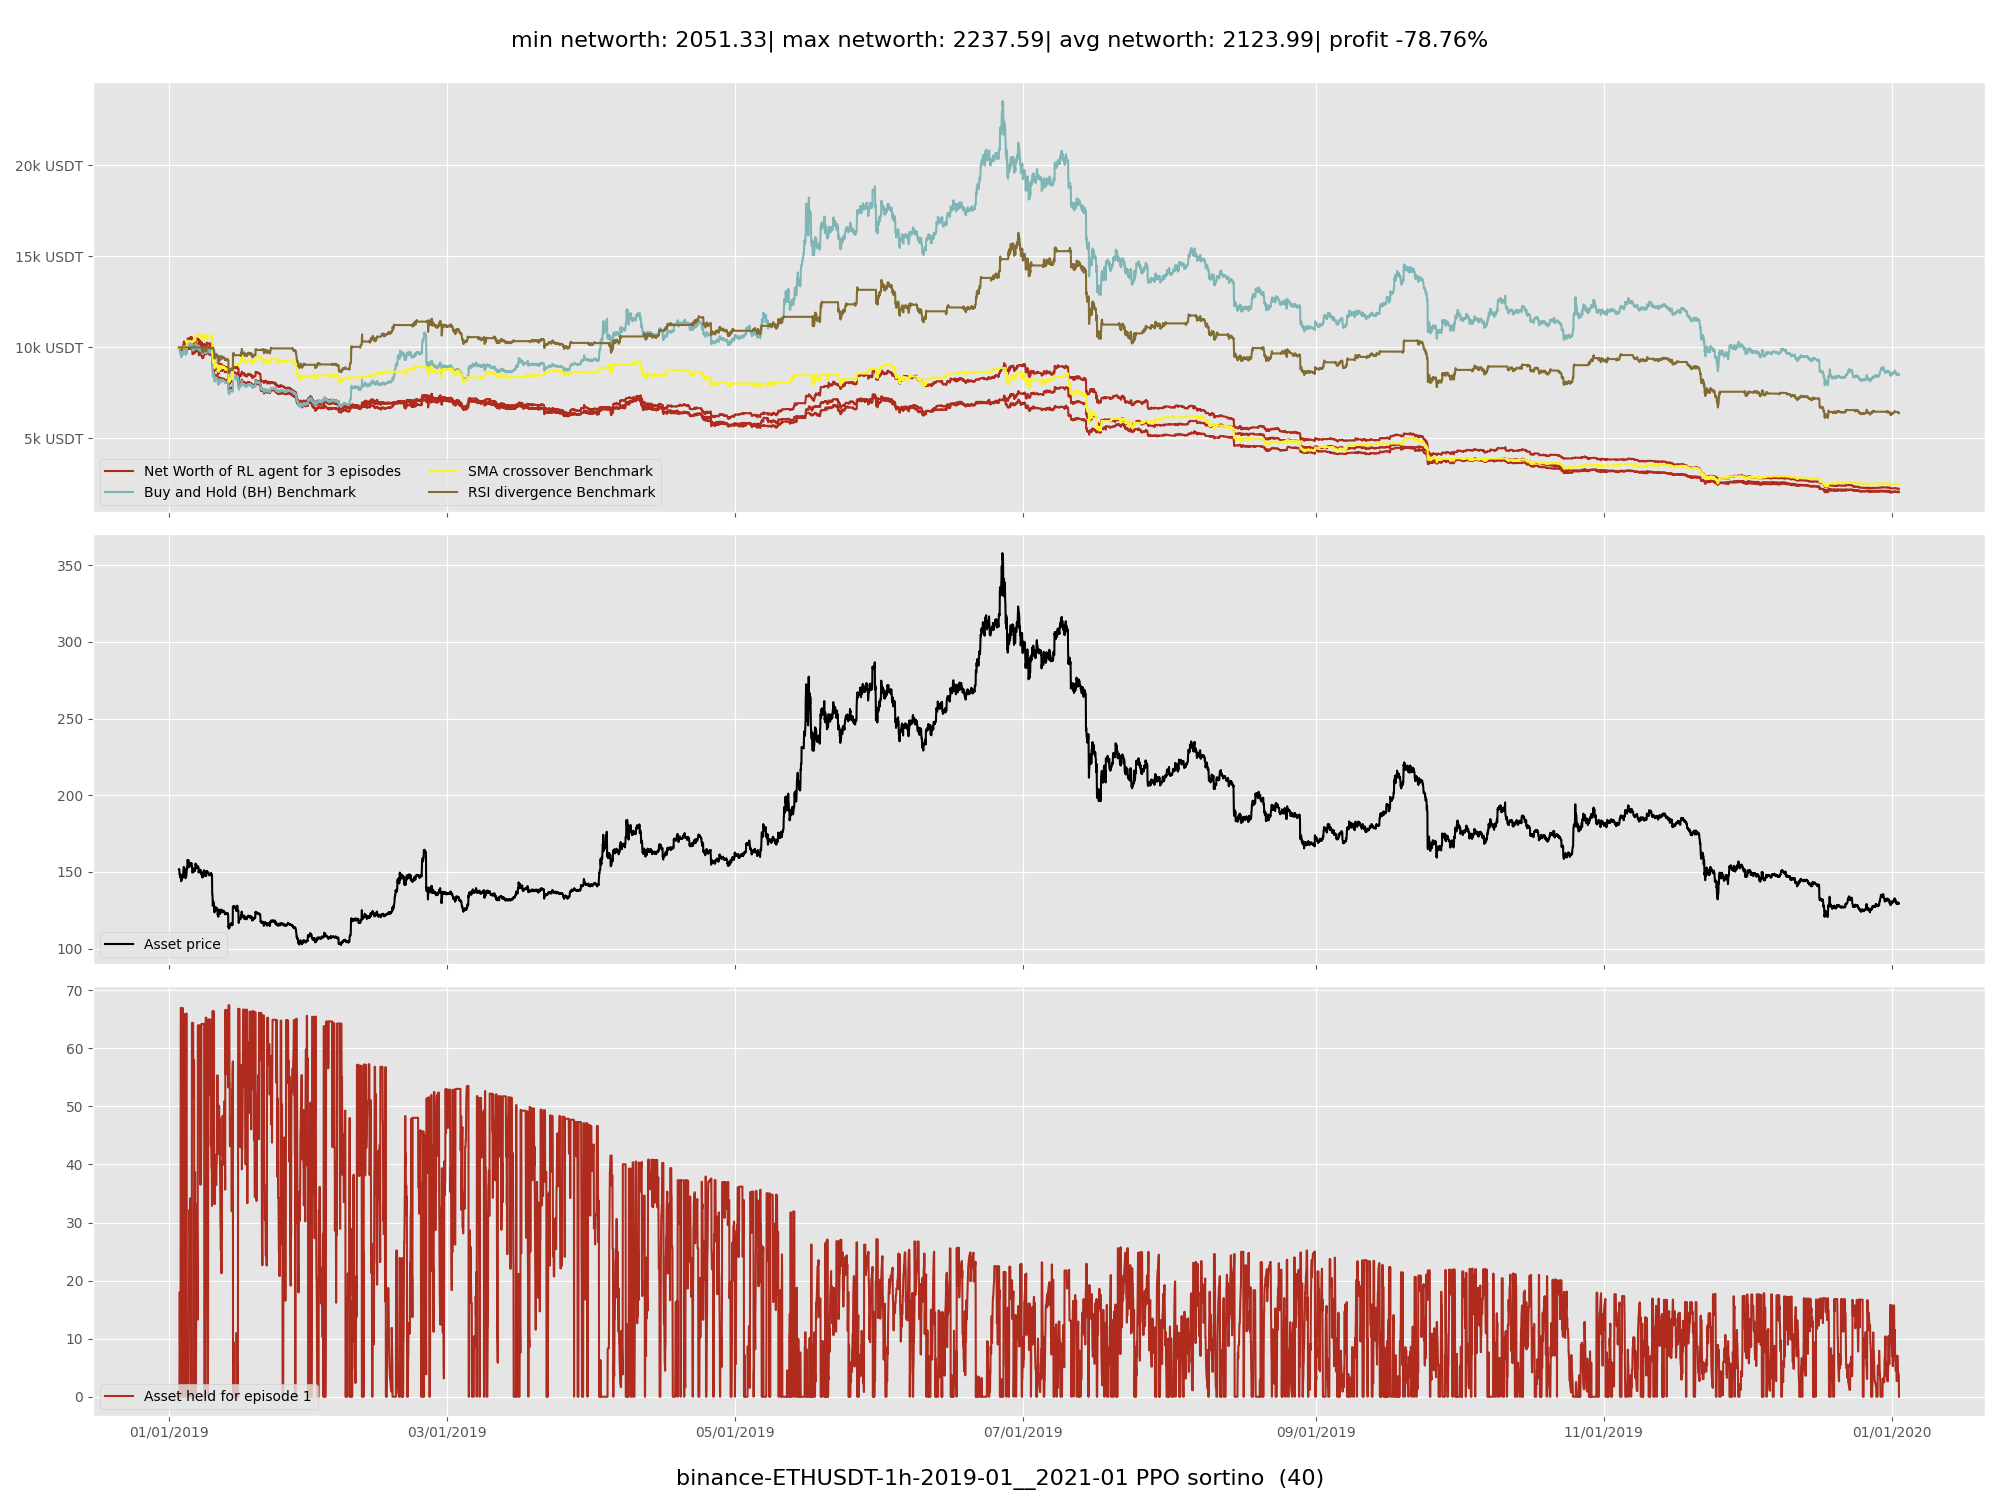 min networth: 2051.33| max networth: 2237.59| avg networth: 2123.99| profit -78.76%
20k USDT
15k USDT
10k USDT
5k USDT
Net Worth of RL agent for 3 episodes
Buy and Hold (BH) Benchmark
SMA crossover Benchmark
RSI divergence Benchmark
350
300
250
200
150
100
Asset price
70
60
50
40
30
20
10
0
Asset held for episode 1
01/01/2019
03/01/2019
05/01/2019
07/01/2019
09/01/2019
11/01/2019
01/01/2020
binance-ETHUSDT-1h-2019-01__2021-01 PPO sortino  (40)